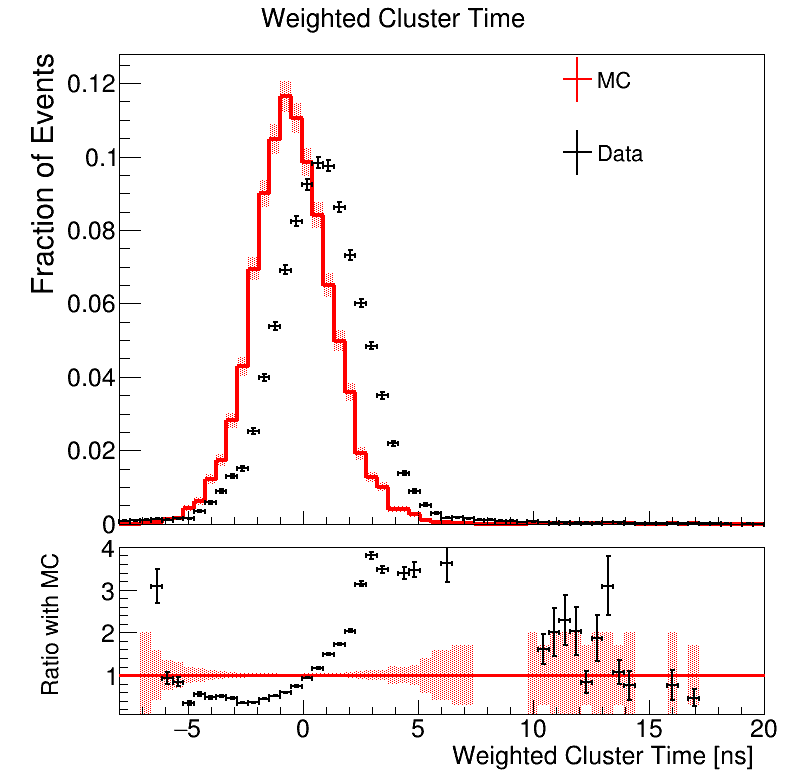 Weighted Cluster Time
Fraction of Events
0.12
0.1
0.08
0.06
0.04
0.02
0
MC
Data
Ratio with MC
4
3
2
1
−5
0
5
10
15
20
Weighted Cluster Time [ns]